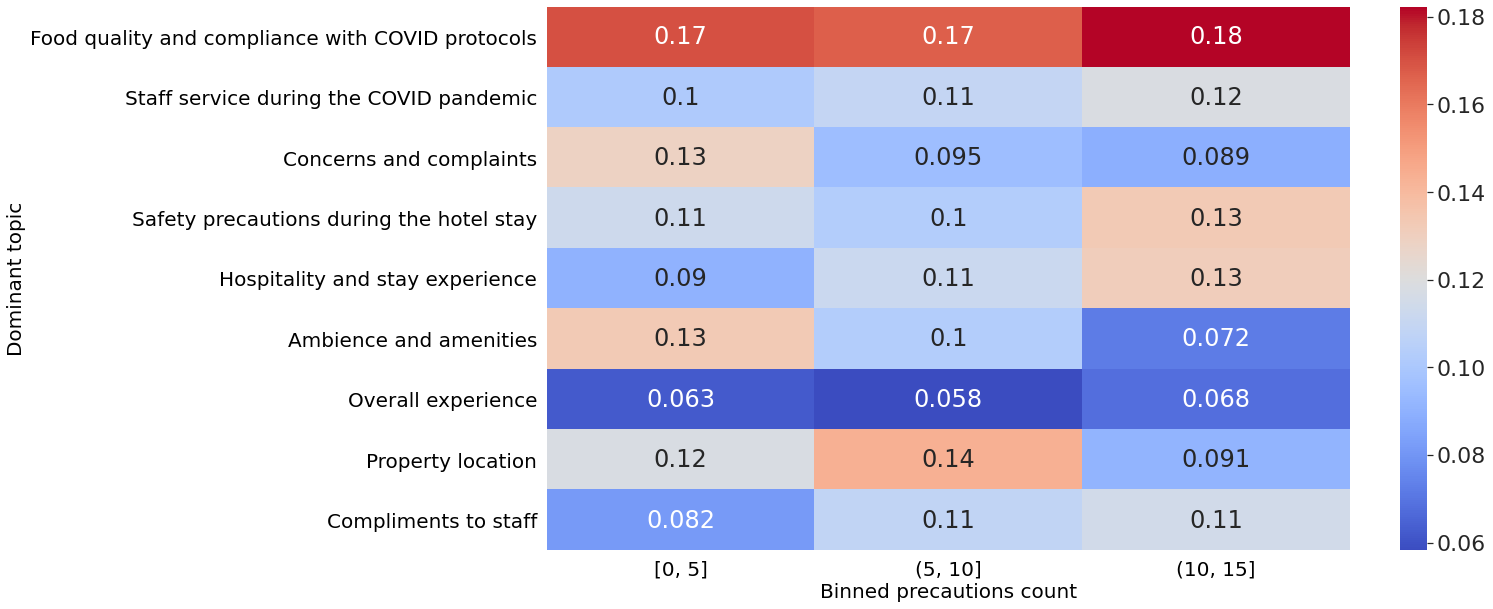 Dominant topic
Food quality and compliance with COVID protocols 0.17 0.17 0.18
Staff service during the COVID pandemic 0.1 0.11 0.12
Concerns and complaints 0.13 0.095 0.089
Safety precautions during the hotel stay 0.11 0.1 0.13
Hospitality and stay experience 0.09 0.11 0.13
Ambience and amenities 0.13 0.1 0.072
Overall experience 0.063 0.058 0.068
Property location 0.12 0.14 0.091
Compliments to staff 0.082 0.11 0.11
[0, 5] (5, 10] (10, 15]
Binned precautions count
0.18
0.16
0.14
0.12
0.10
0.08
0.06